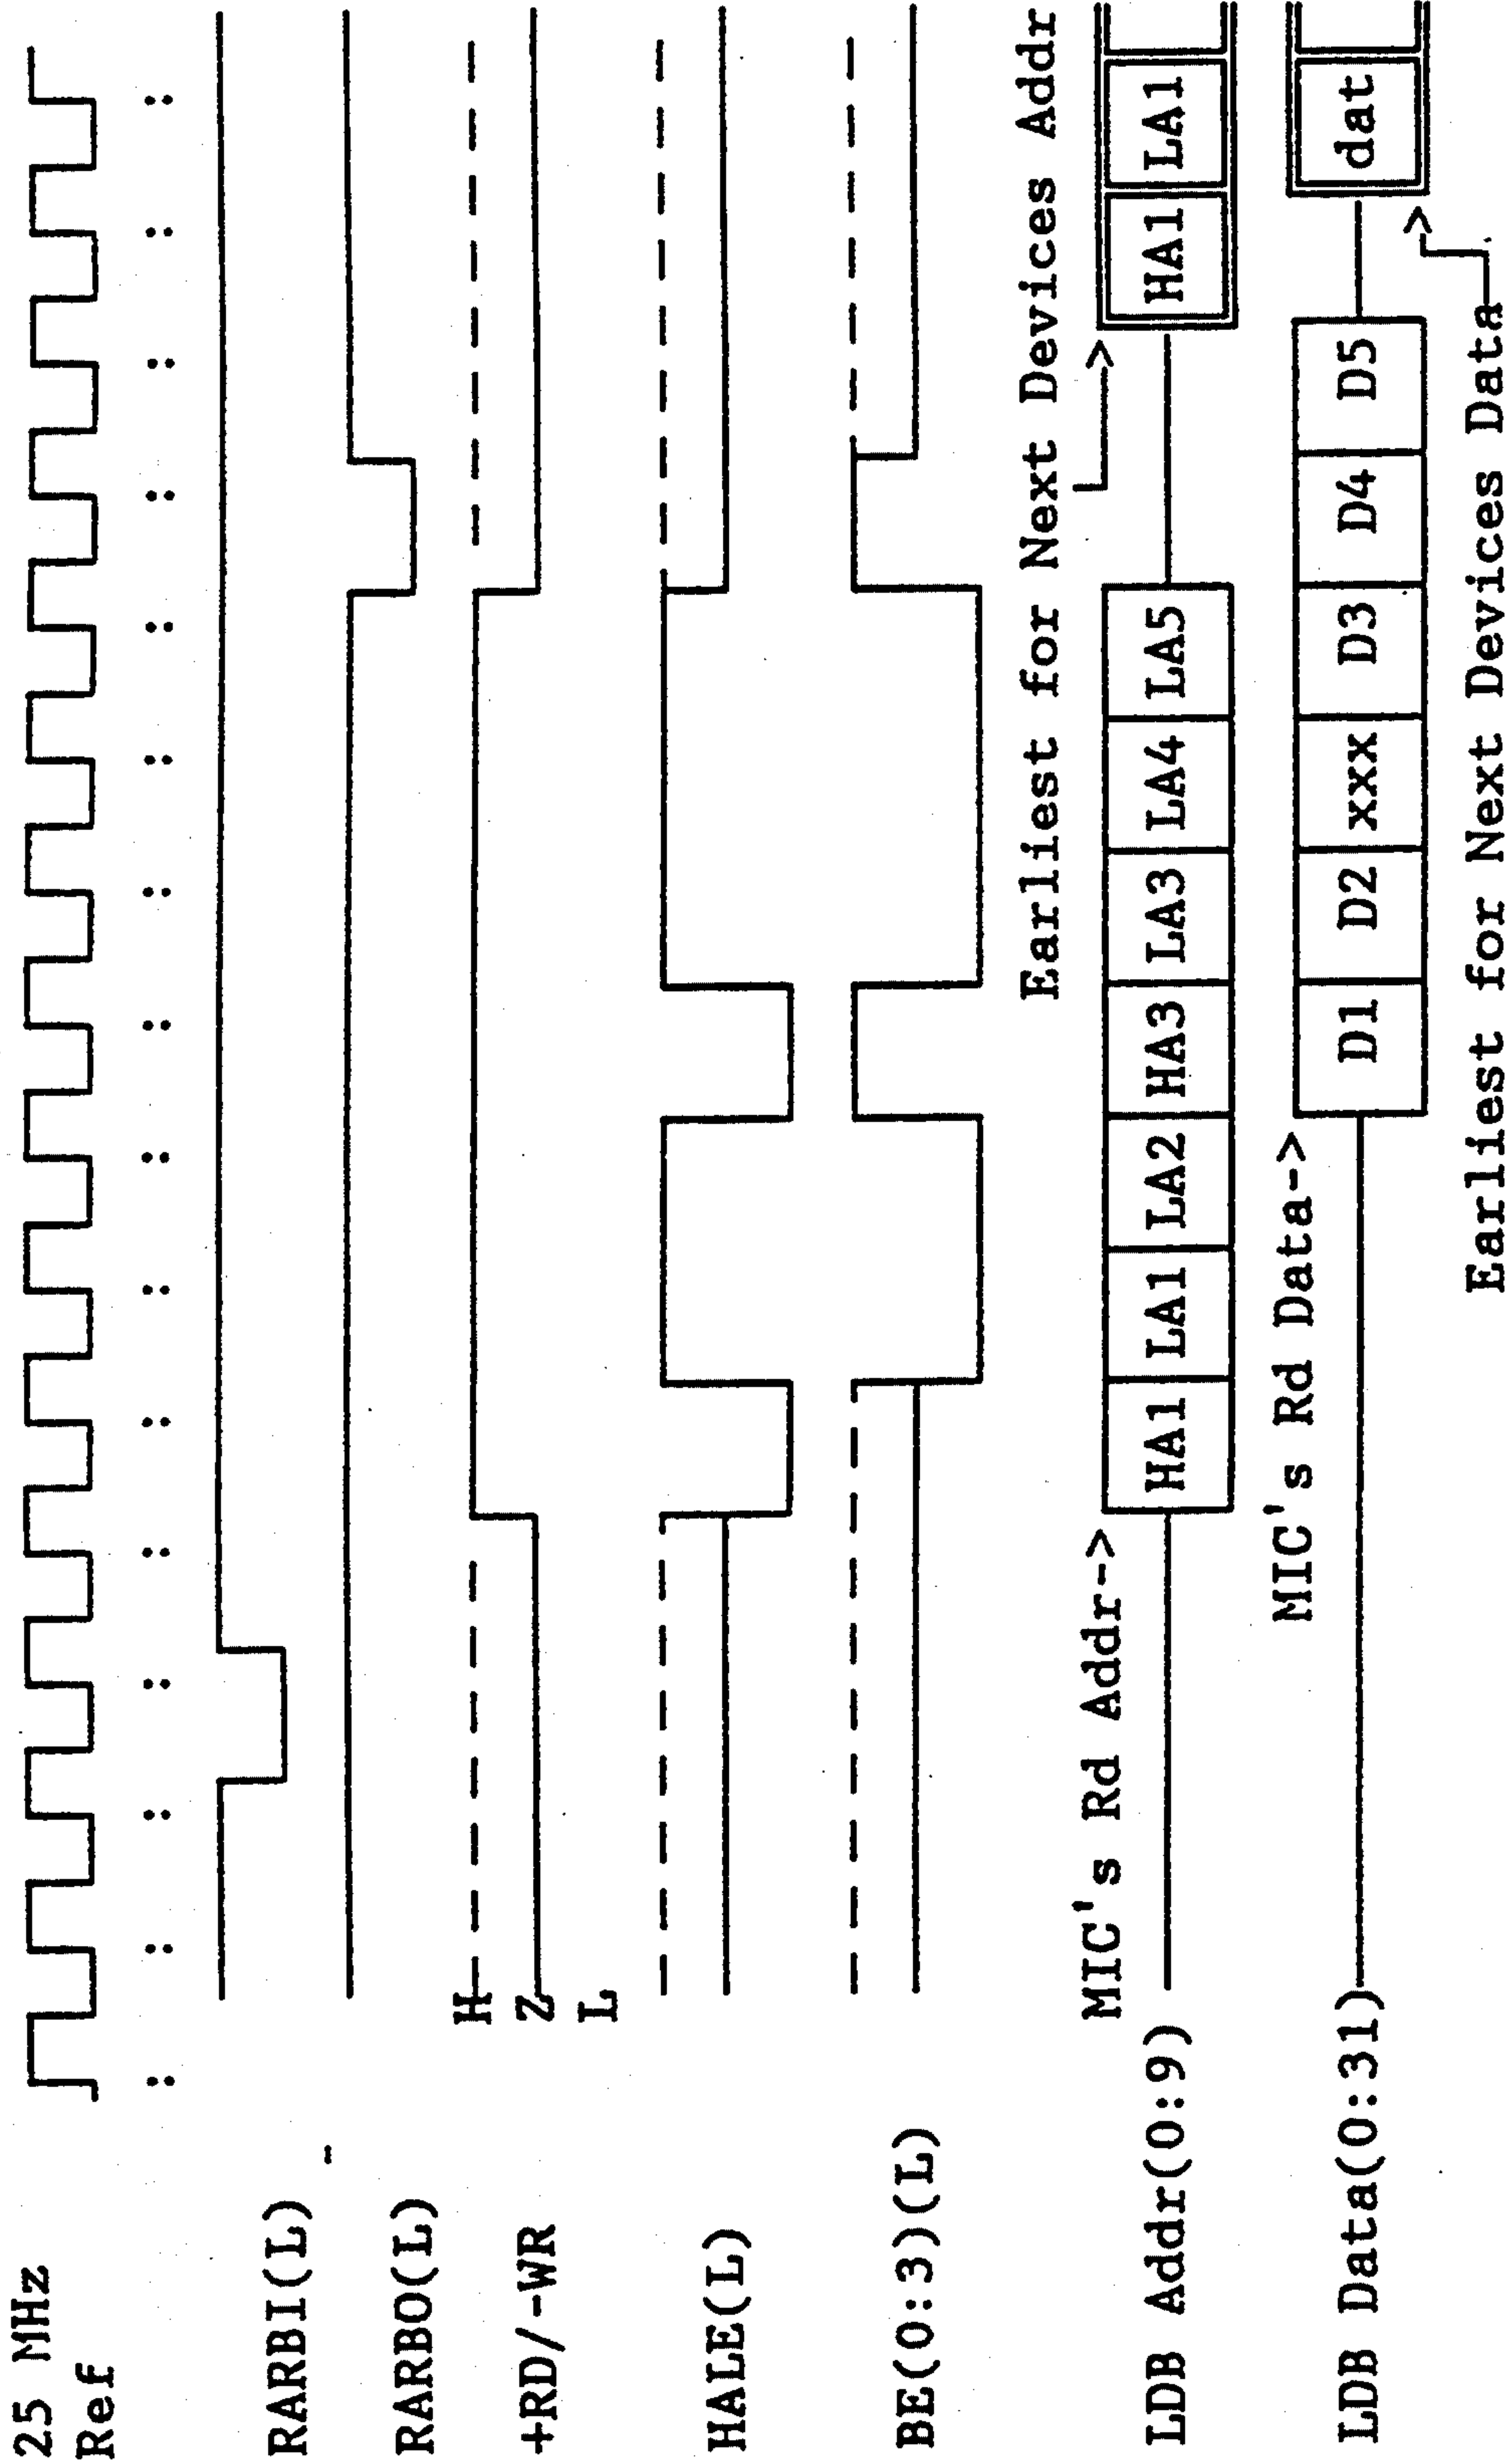 25 MHz
Ref
RARBI(L)
RARBO(L)
+RD/-WR
H
Z
L
HALE(L)
BE(0:3)(L)
Earliest for Next Devices Addr
MIC's Rd Addr->
LDB Addr(0:9)
HA1 LA1 LA2 HA3 LA3 LA4 LA5 HA1 LA1
MIC's Rd Data->
LDB Data(0:31)
D1 D2 xxx D3 D4 D5 dat
Earliest for Next Devices Data